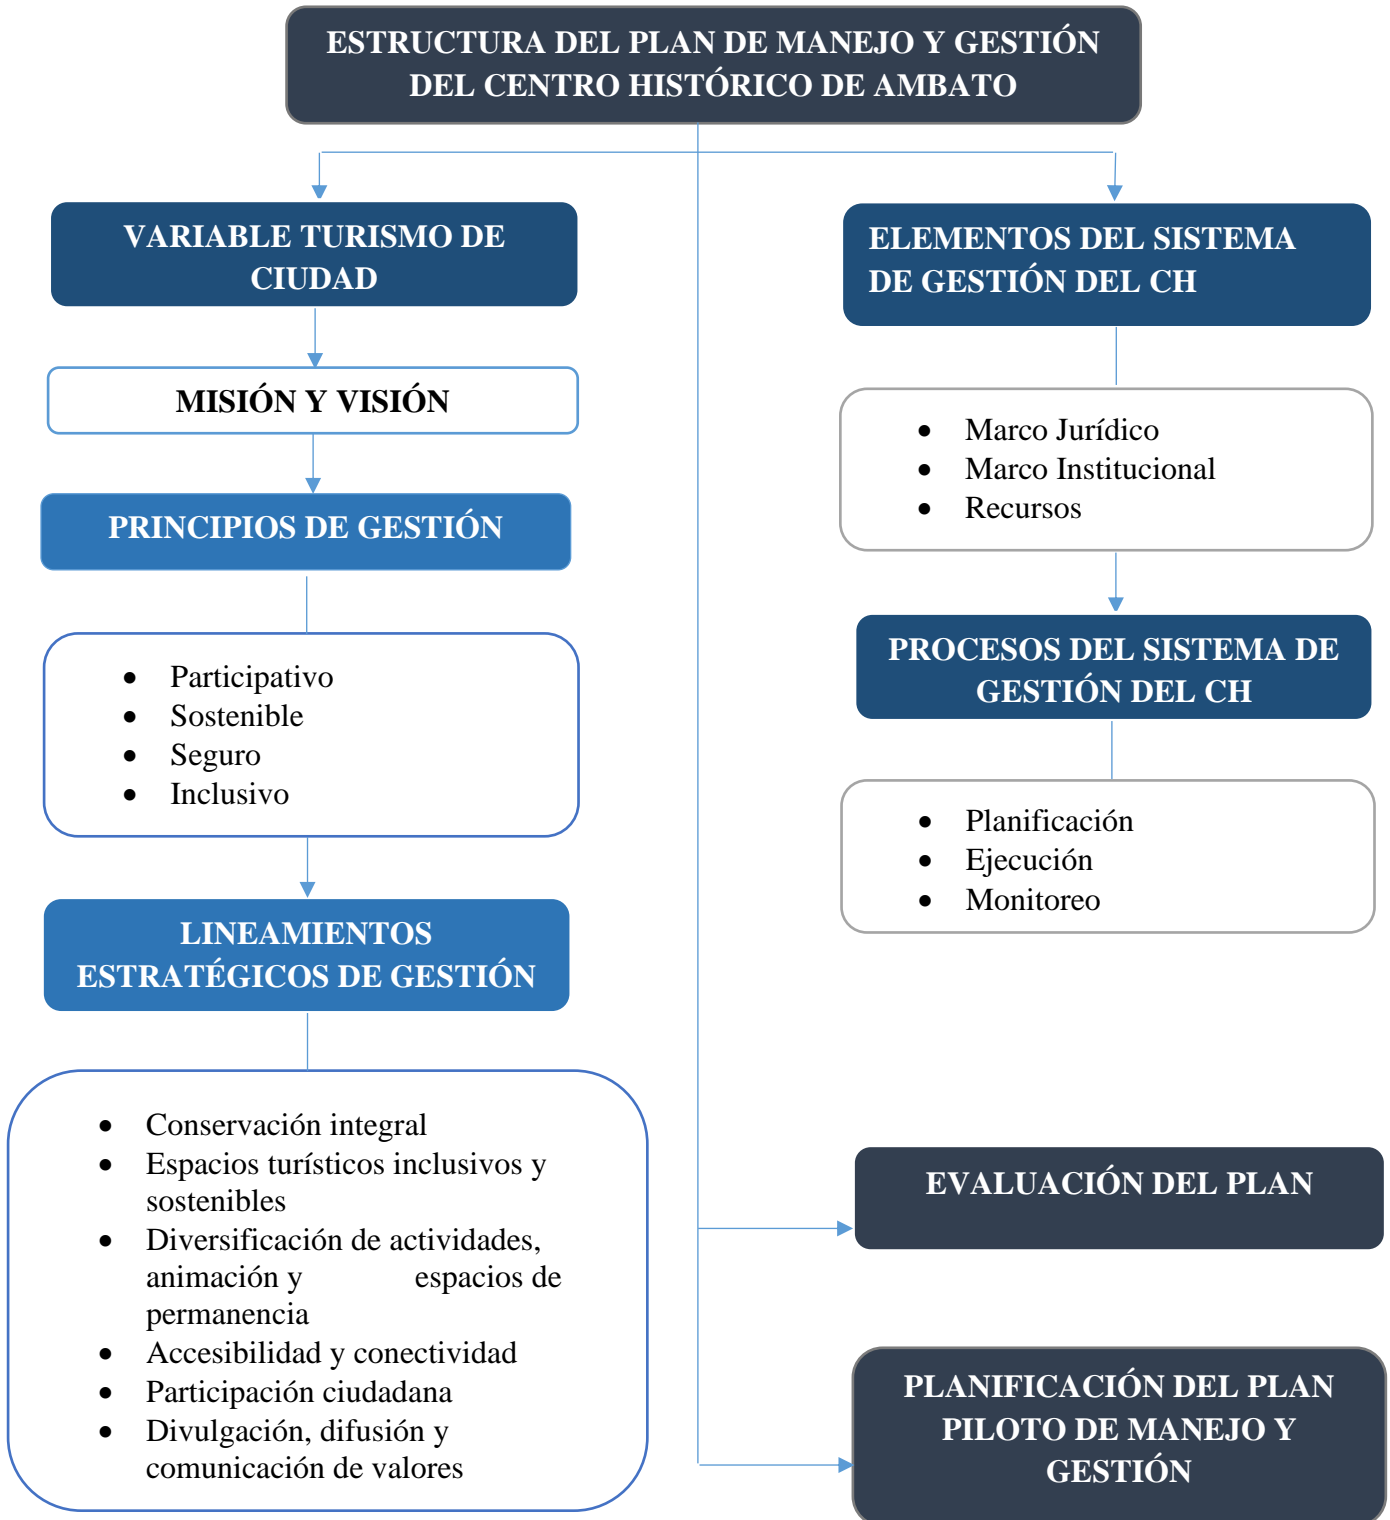 ESTRUCTURA DEL PLAN DE MANEJO Y GESTIÓN
DEL CENTRO HISTÓRICO DE AMBATO
VARIABLE TURISMO DE
CIUDAD
MISIÓN Y VISIÓN
PRINCIPIOS DE GESTIÓN
• Participativo
• Sostenible
• Seguro
• Inclusivo
LINEAMIENTOS
ESTRATÉGICOS DE GESTIÓN
• Conservación integral
• Espacios turísticos inclusivos y
sostenibles
• Diversificación de actividades,
animación y espacios de
permanencia
• Accesibilidad y conectividad
• Participación ciudadana
• Divulgación, difusión y
comunicación de valores
ELEMENTOS DEL SISTEMA
DE GESTIÓN DEL CH
• Marco Jurídico
• Marco Institucional
• Recursos
PROCESOS DEL SISTEMA DE
GESTIÓN DEL CH
• Planificación
• Ejecución
• Monitoreo
EVALUACIÓN DEL PLAN
PLANIFICACIÓN DEL PLAN
PILOTO DE MANEJO Y
GESTIÓN